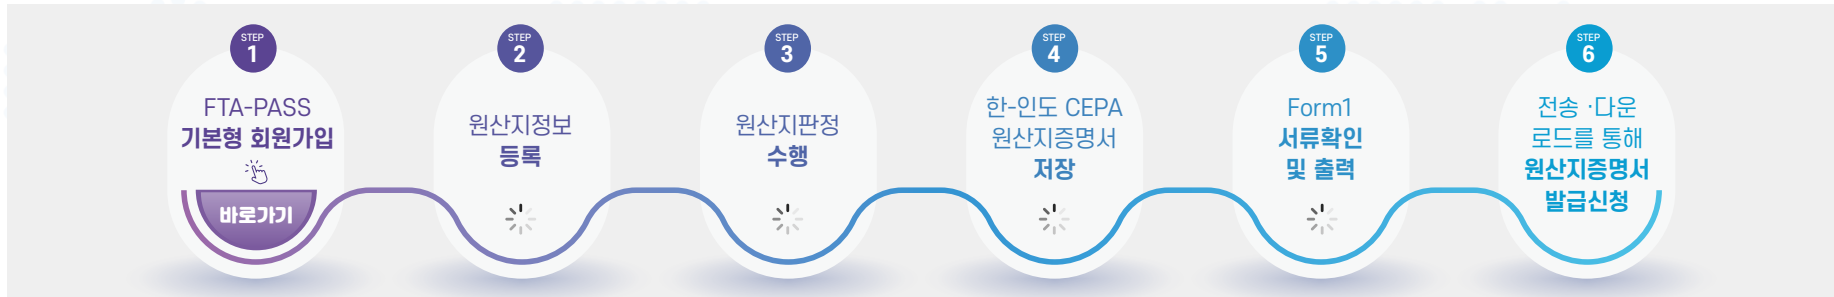 STEP
1
FTA-PASS
기본형 회원가입
바로가기
STEP
2
원산지정보
등록
STEP
3
원산지판정
수행
STEP
4
한-인도 CEPA
원산지증명서
저장
STEP
5
Form1
서류확인
및 출력
STEP
6
전송 ·다운
로드를 통해
원산지증명서
발급신청